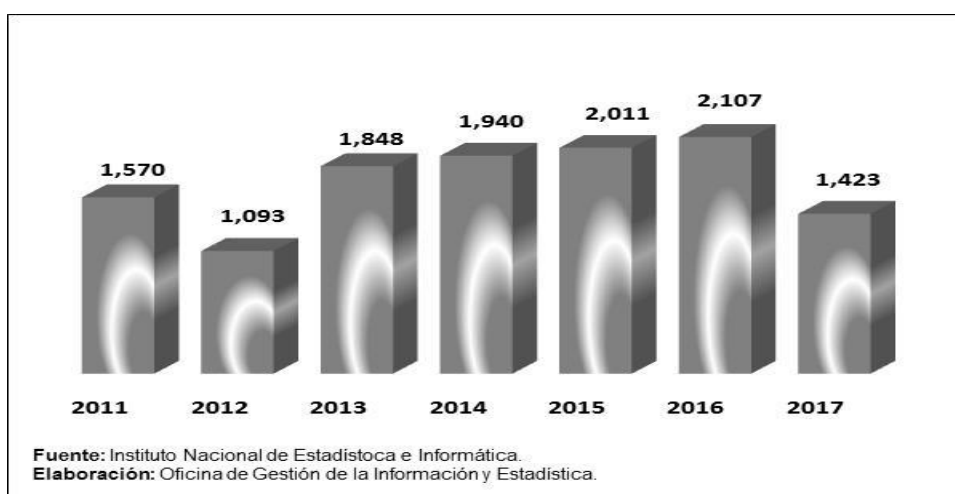 2,107
2,011
1,940
1,848
1,570
1,423
1,093
2011 2012 2013 2014 2015 2016 2017
Fuente: Instituto Nacional de Estadístoca e Informática.
Elaboración: Oficina de Gestión de la Información y Estadística.